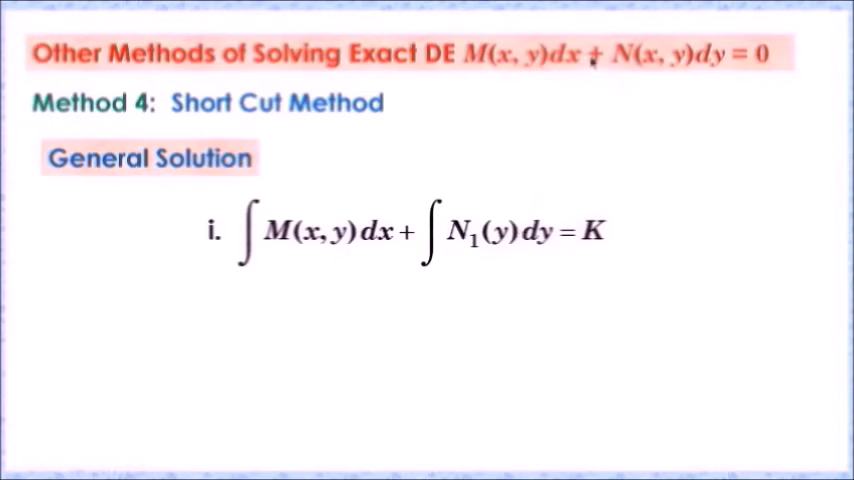 Other Methods of Solving Exact DE M(x, y)dx + N(x, y)dy = 0
Method 4: Short Cut Method
General Solution
i. ∫ M(x, y) dx + ∫ N₁(y) dy = K